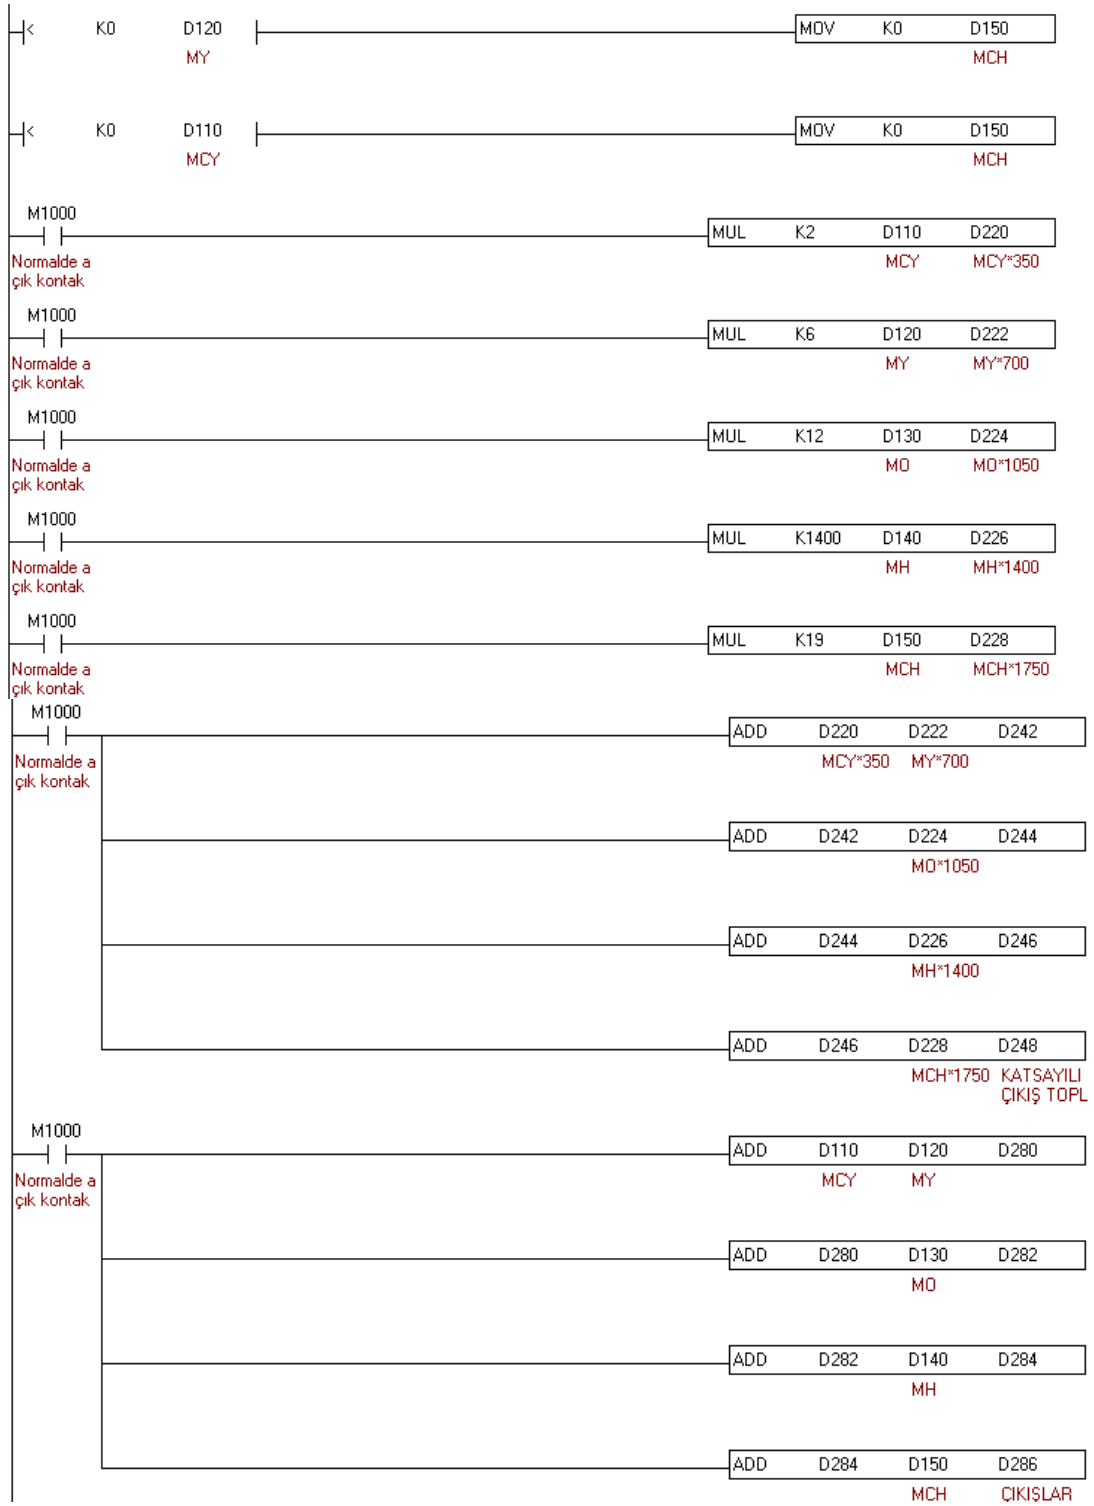 < K0 D120 MOV K0 D150
MY MCH
< K0 D110 MOV K0 D150
MCY MCH
M1000
MUL K2 D110 D220
Normalde a MCY MCY*350
çık kontak
M1000
MUL K6 D120 D222
Normalde a MY MY*700
çık kontak
M1000
MUL K12 D130 D224
Normalde a MO MO*1050
çık kontak
M1000
MUL K1400 D140 D226
Normalde a MH MH*1400
çık kontak
M1000
MUL K19 D150 D228
Normalde a MCH MCH*1750
çık kontak
M1000
ADD D220 D222 D242
Normalde a MCY*350 MY*700
çık kontak
ADD D242 D224 D244
MO*1050
ADD D244 D226 D246
MH*1400
ADD D246 D228 D248
MCH*1750 KATSAYILI
ÇIKIŞ TOPL
M1000
ADD D110 D120 D280
Normalde a MCY MY
çık kontak
ADD D280 D130 D282
MO
ADD D282 D140 D284
MH
ADD D284 D150 D286
MCH ÇIKIŞLAR